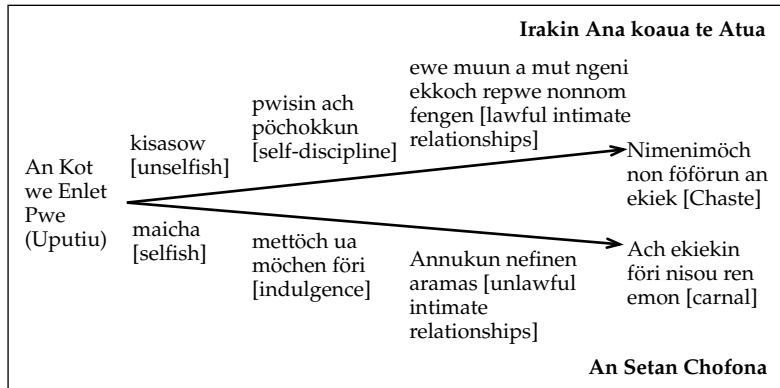 Irakin Ana koaua te Atua
ewe muun a mut ngeni
ekkoch repwe nonnom
fengen [lawful intimate
relationships]
pwisin ach
pöchokkun
[self-discipline]
kisasow
[unselfish]
Nimenimöch
non föförun an
ekiek [Chaste]
An Kot
we Enlet
Pwe
(Uputiu)
maicha
[selfish]
mettöch ua
möchen föri
[indulgence]
Annukun nefinen
aramas [unlawful
intimate
relationships]
Ach ekiekin
föri nisou ren
emon [carnal]
An Setan Chofona